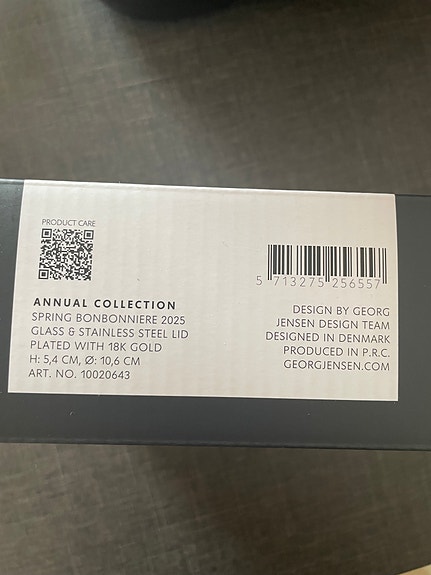 PRODUCT CARE
ANNUAL COLLECTION
SPRING BONBONNIERE 2025
GLASS & STAINLESS STEEL LID
PLATED WITH 18K GOLD
H: 5,4 CM, Ø: 10,6 CM
ART. NO. 10020643
5 713275 256557
DESIGN BY GEORG
JENSEN DESIGN TEAM
DESIGNED IN DENMARK
PRODUCED IN P.R.C.
GEORGJENSEN.COM